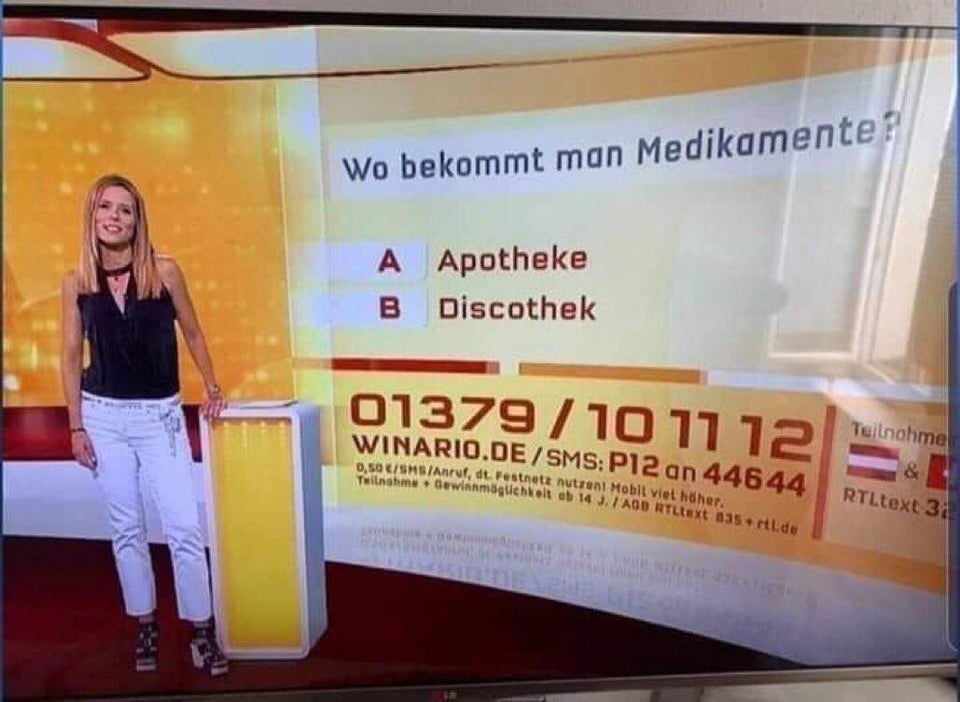 Wo bekommt man Medikamente?
A Apotheke
B Discothek
01379/10 11 12
WINARIO.DE/SMS: P12 an 44644
0,50 €/SMS/Anruf, dt. Festnetz nutzen! Mobil viel höher.
Teilnahme + Gewinnmöglichkeit ab 14 J. / AGB RTLtext 835 + rtl.de
Teilnahme
&
RTLtext
LG